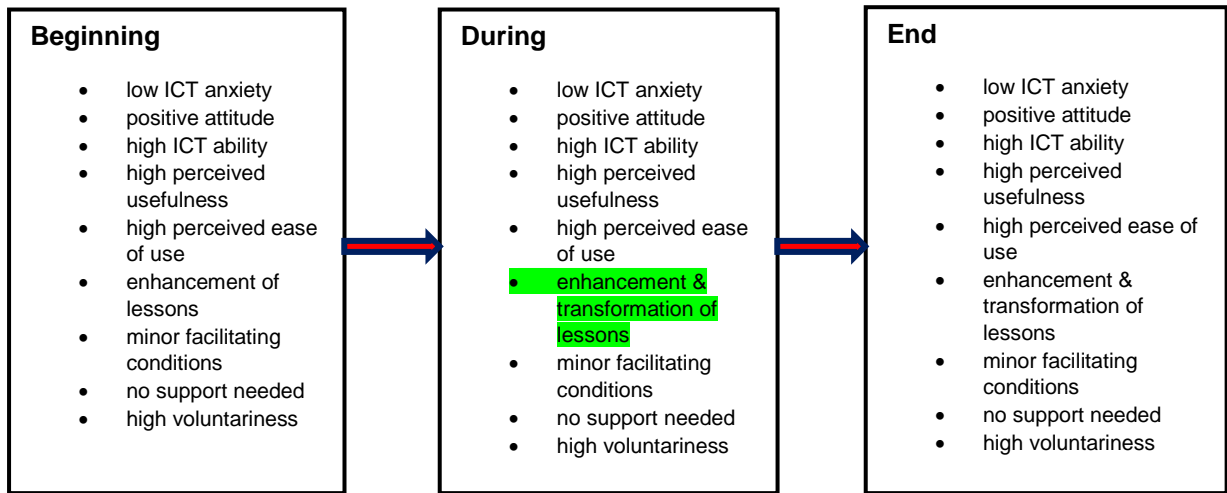 Beginning
• low ICT anxiety
• positive attitude
• high ICT ability
• high perceived
usefulness
• high perceived ease
of use
• enhancement of
lessons
• minor facilitating
conditions
• no support needed
• high voluntariness
During
• low ICT anxiety
• positive attitude
• high ICT ability
• high perceived
usefulness
• high perceived ease
of use
• enhancement &
transformation of
lessons
• minor facilitating
conditions
• no support needed
• high voluntariness
End
• low ICT anxiety
• positive attitude
• high ICT ability
• high perceived
usefulness
• high perceived ease of
use
• enhancement &
transformation of
lessons
• minor facilitating
conditions
• no support needed
• high voluntariness